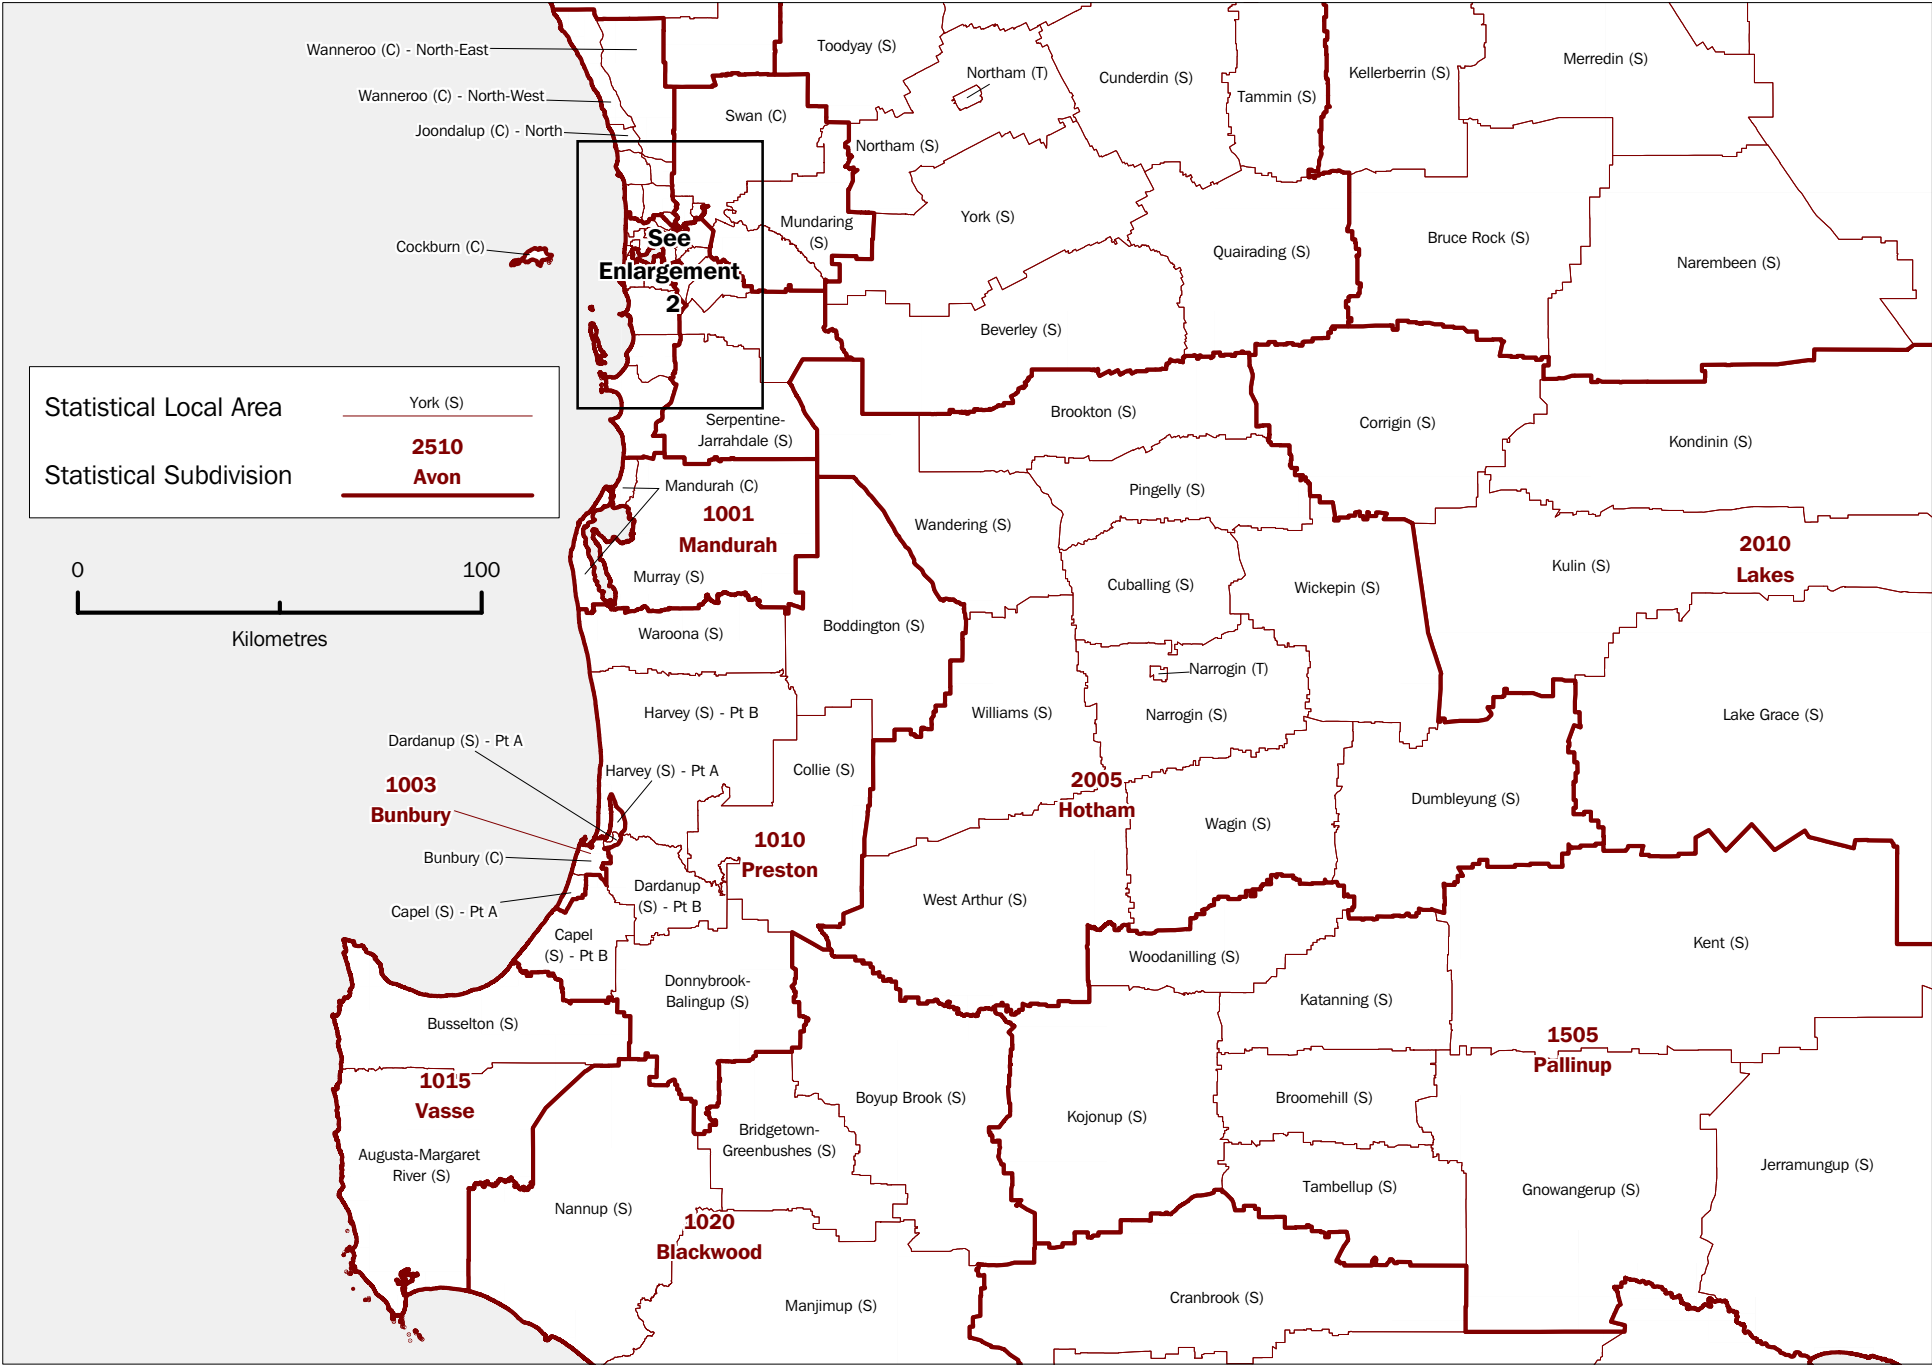 Wanneroo (C) - North-East
Toodyay (S)
Northam (T)
Cunderdin (S)
Kellerberrin (S)
Merredin (S)
Wanneroo (C) - North-West
Tammin (S)
Swan (C)
Joondalup (C) - North
Northam (S)
York (S)
Mundaring
(S)
Cockburn (C)
See
Enlargement
2
Quairading (S)
Bruce Rock (S)
Narembeen (S)
Beverley (S)
Statistical Local Area
York (S)
Statistical Subdivision
2510
Avon
Serpentine-
Jarrahdale (S)
Brookton (S)
Corrigin (S)
Kondinin (S)
Mandurah (C)
1001
Mandurah
Murray (S)
Pingelly (S)
Wandering (S)
0
100
Kilometres
Cuballing (S)
Wickepin (S)
Kulin (S)
2010
Lakes
Waroona (S)
Boddington (S)
Narrogin (T)
Harvey (S) - Pt B
Williams (S)
Narrogin (S)
Lake Grace (S)
Dardanup (S) - Pt A
Harvey (S) - Pt A
Collie (S)
1003
Bunbury
2005
Hotham
Dumbleyung (S)
Wagin (S)
1010
Preston
Bunbury (C)
Dardanup
(S) - Pt B
West Arthur (S)
Capel (S) - Pt A
Capel
(S) - Pt B
Woodanilling (S)
Kent (S)
Donnybrook-
Balingup (S)
Katanning (S)
Busselton (S)
1505
Pallinup
1015
Vasse
Boyup Brook (S)
Kojonup (S)
Broomehill (S)
Bridgetown-
Greenbushes (S)
Augusta-Margaret
River (S)
Jerramungup (S)
Tambellup (S)
Gnowangerup (S)
Nannup (S)
1020
Blackwood
Manjimup (S)
Cranbrook (S)